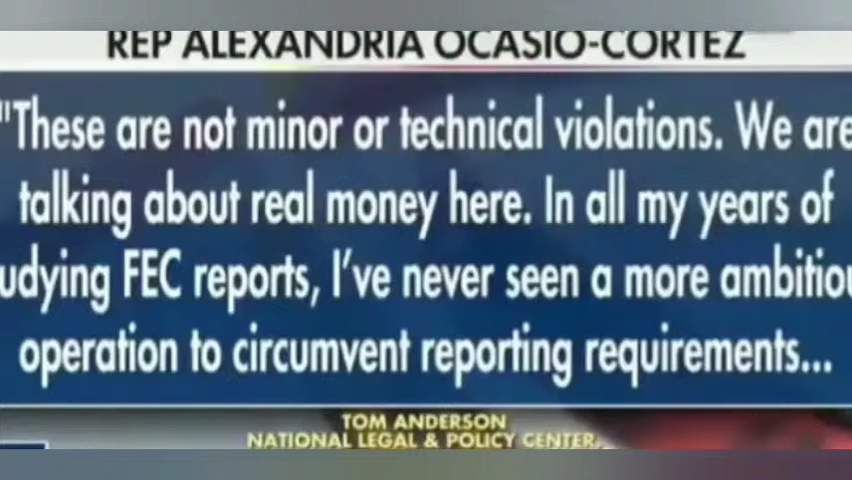 REP ALEXANDRIA OCASIO-CORTEZ
"These are not minor or technical violations. We are
talking about real money here. In all my years of
udying FEC reports, I've never seen a more ambitiou
operation to circumvent reporting requirements...
TOM ANDERSON
NATIONAL LEGAL & POLICY CENTER